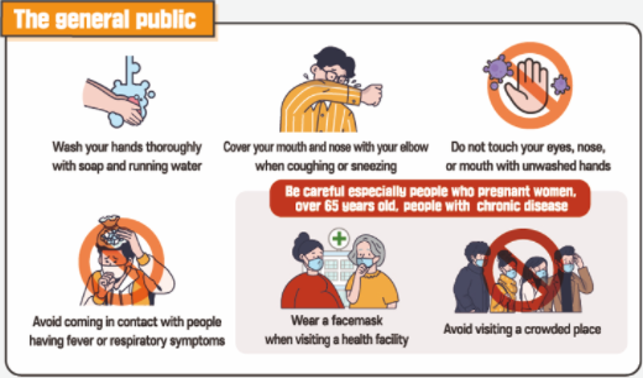 The general public
Wash your hands thoroughly
with soap and running water
Cover your mouth and nose with your elbow
when coughing or sneezing
Do not touch your eyes, nose,
or mouth with unwashed hands
Be careful especially people who pregnant women,
over 65 years old, people with chronic disease
Avoid coming in contact with people
having fever or respiratory symptoms
Wear a facemask
when visiting a health facility
Avoid visiting a crowded place